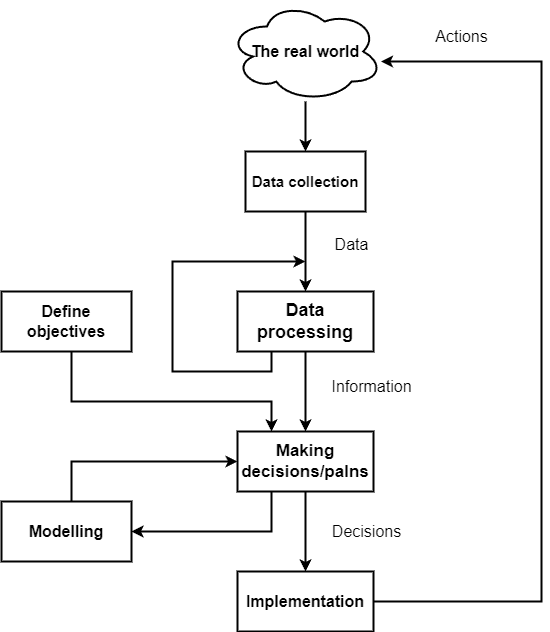 Actions
The real world
Data collection
Data
Define
objectives
Data
processing
Information
Making
decisions/palns
Modelling
Decisions
Implementation